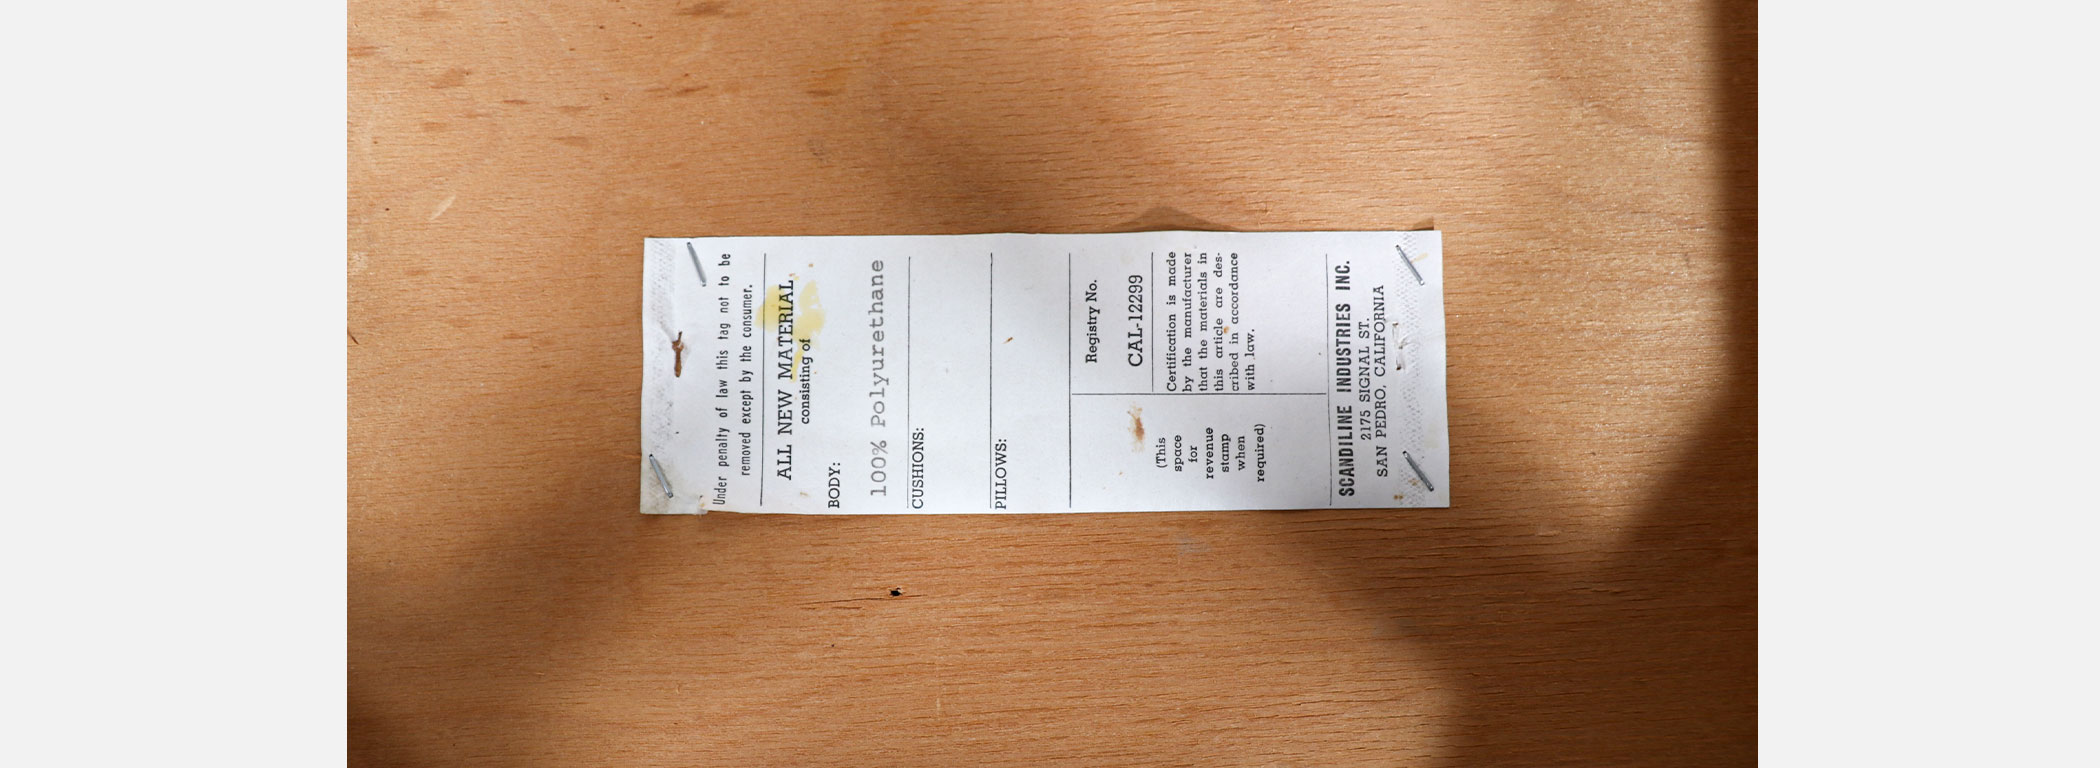 Under penalty of law this tag not to be
removed except by the consumer.
ALL NEW MATERIAL
consisting of
BODY:
100% Polyurethane
CUSHIONS:
PILLOWS:
(This
space
for
revenue
stamp
when
required)
Registry No.
CAL-12299
Certification is made
by the manufacturer
that the materials in
this article are des-
cribed in accordance
with law.
SCANDILINE INDUSTRIES INC.
2175 SIGNAL ST.
SAN PEDRO, CALIFORNIA